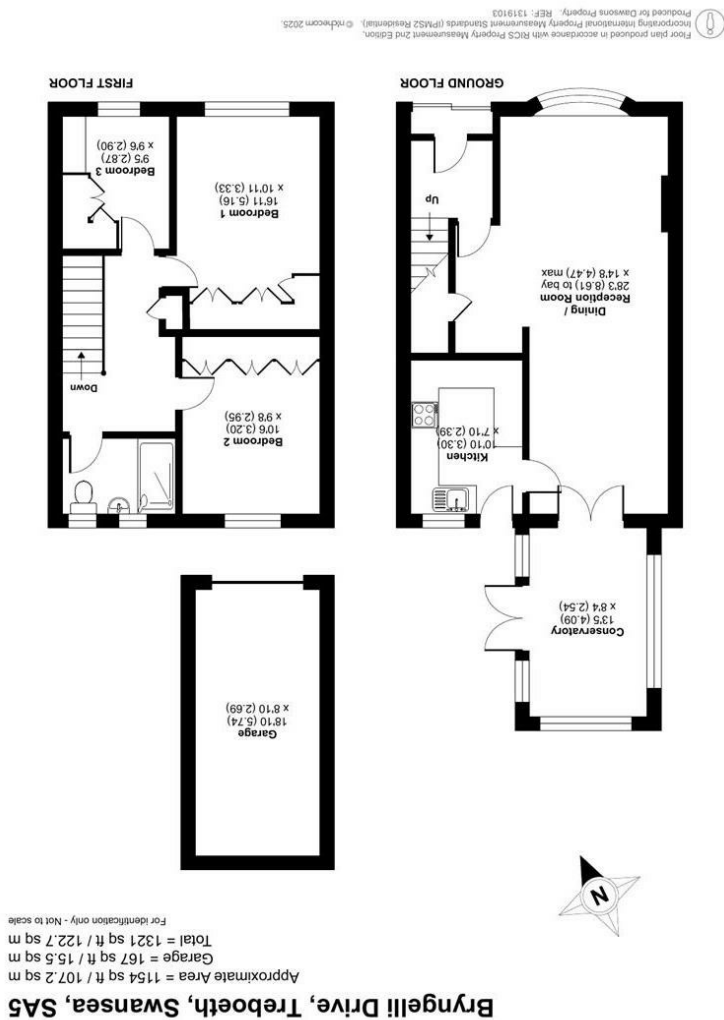 Bryngelli Drive, Treboeth, Swansea, SA5
Approximate Area = 1154 sq ft / 107.2 sq m
Garage = 167 sq ft / 15.5 sq m
Total = 1321 sq ft / 122.7 sq m
For identification only - Not to scale
N
Garage
18'10 (5.74)
x 8'10 (2.69)
Conservatory
13'5 (4.09)
x 8'4 (2.54)
Kitchen
10'10 (3.30)
x 7'10 (2.39)
Dining /
Reception Room
28'3 (8.61) to bay
x 14'8 (4.47) max
Up
GROUND FLOOR
Bedroom 2
10'6 (3.20)
x 9'8 (2.95)
Down
Bedroom 1
16'11 (5.16)
x 10'11 (3.33)
Bedroom 3
9'5 (2.87)
x 9'6 (2.90)
FIRST FLOOR
Floor plan produced in accordance with RICS Property Measurement 2nd Edition,
Incorporating International Property Measurement Standards (IPMS2 Residential). © nichecom 2025.
Produced for Dawsons Property. REF: 1319103